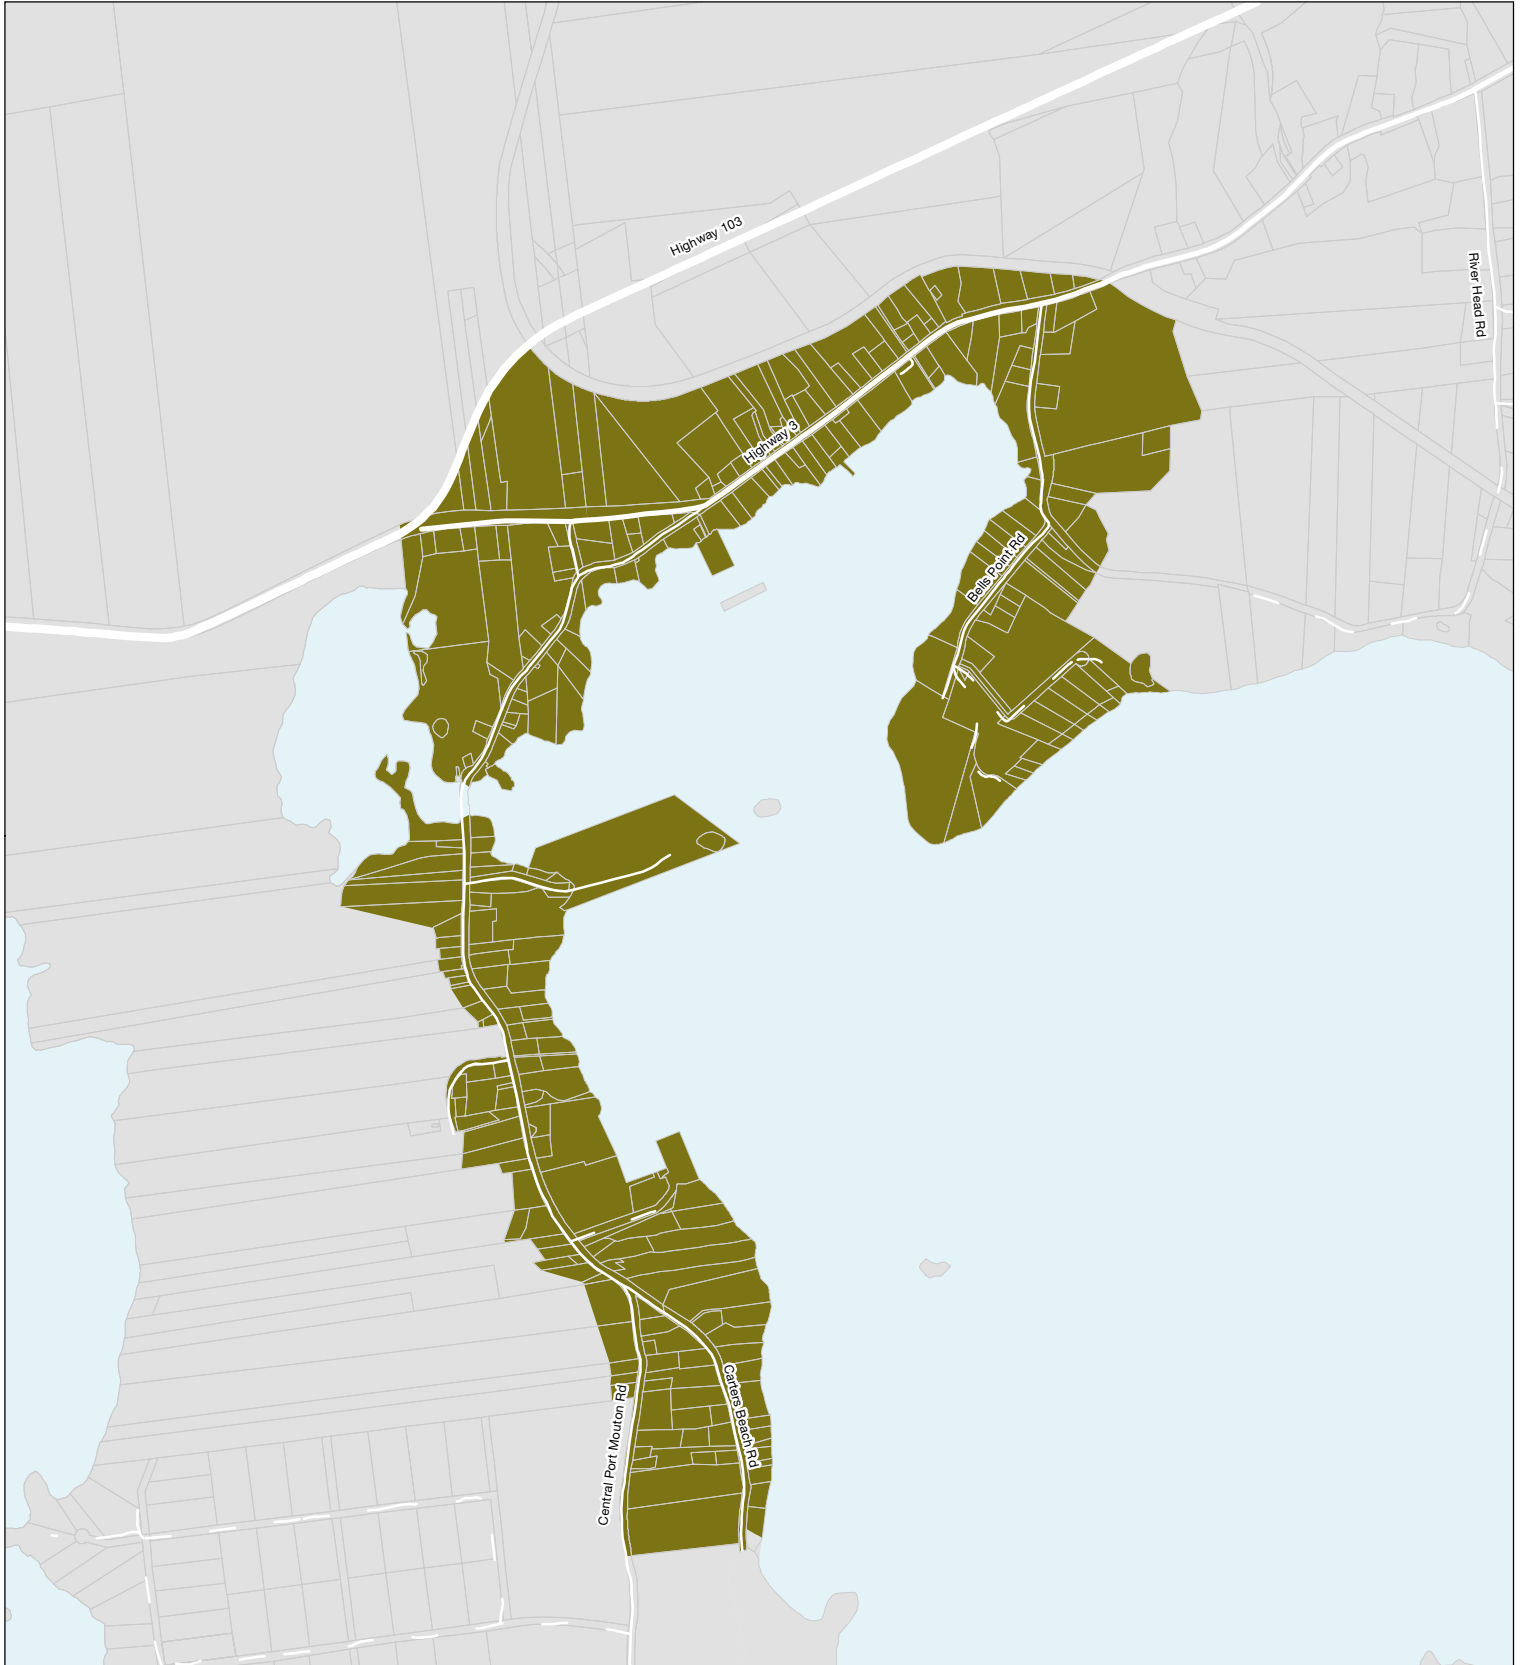 Highway 103
River Head Rd
Highway 3
Bells Point Rd
Carters Beach Rd
Central Port Mouton Rd